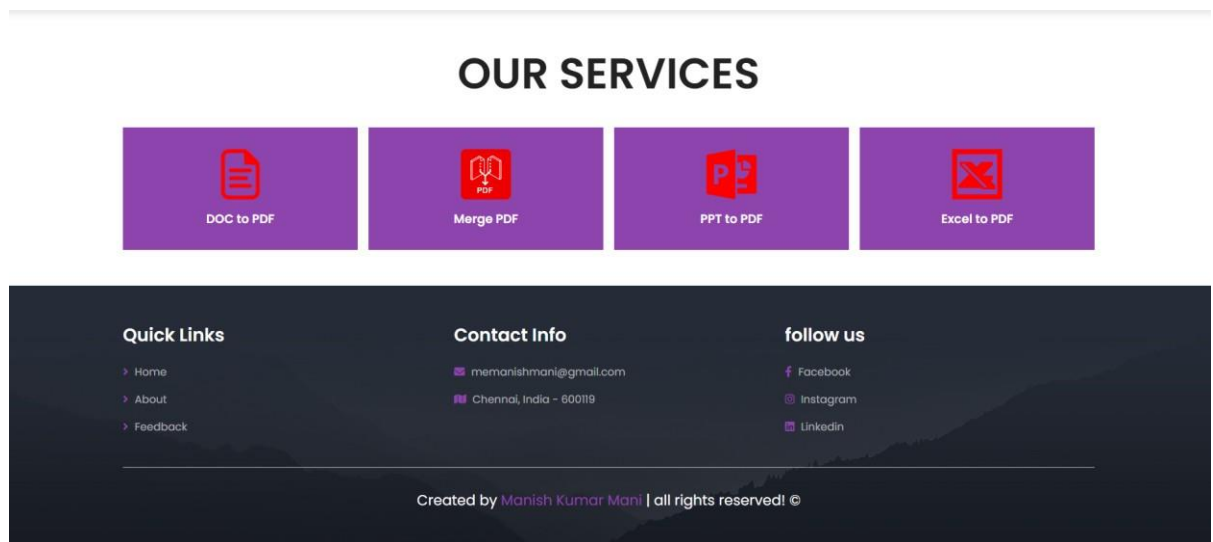 OUR SERVICES
PDF
P
X
DOC to PDF
Merge PDF
PPT to PDF
Excel to PDF
Quick Links
Home
About
Feedback
Contact Info
memanishmani@gmail.com
Chennai, India - 600119
follow us
Facebook
Instagram
Linkedin
Created by Manish Kumar Mani | all rights reserved! ©